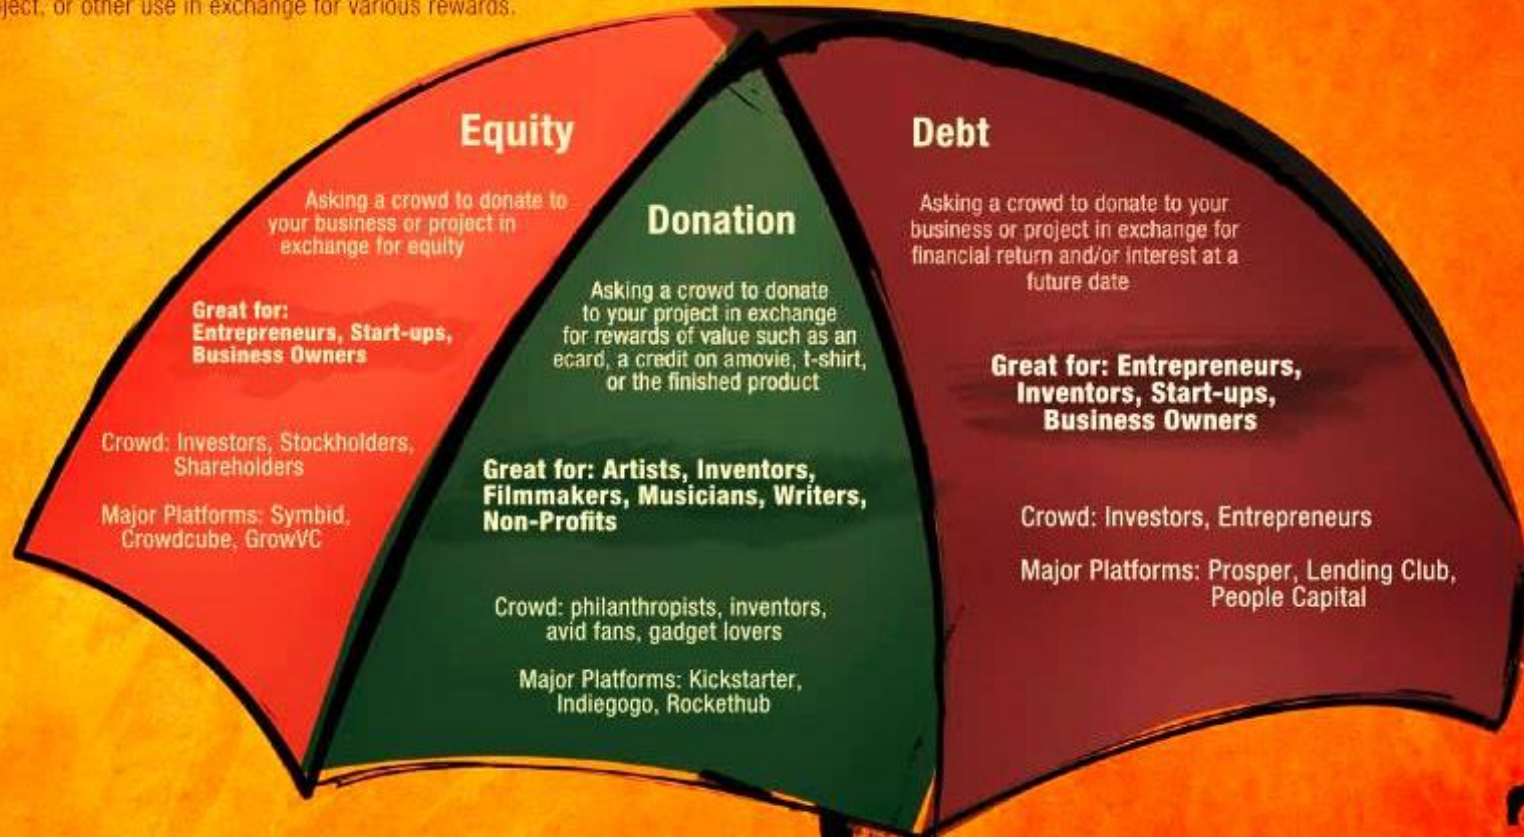 oject, or other use in exchange for various rewards.
Equity
Asking a crowd to donate to
your business or project in
exchange for equity
Great for:
Entrepreneurs, Start-ups,
Business Owners
Crowd: Investors, Stockholders,
Shareholders
Major Platforms: Symbid,
Crowdcube, GrowVC
Donation
Asking a crowd to donate
to your project in exchange
for rewards of value such as an
ecard, a credit on amovie, t-shirt,
or the finished product
Great for: Artists, Inventors,
Filmmakers, Musicians, Writers,
Non-Profits
Crowd: philanthropists, inventors,
avid fans, gadget lovers
Major Platforms: Kickstarter,
Indiegogo, Rockethub
Debt
Asking a crowd to donate to your
business or project in exchange for
financial return and/or interest at a
future date
Great for: Entrepreneurs,
Inventors, Start-ups,
Business Owners
Crowd: Investors, Entrepreneurs
Major Platforms: Prosper, Lending Club,
People Capital